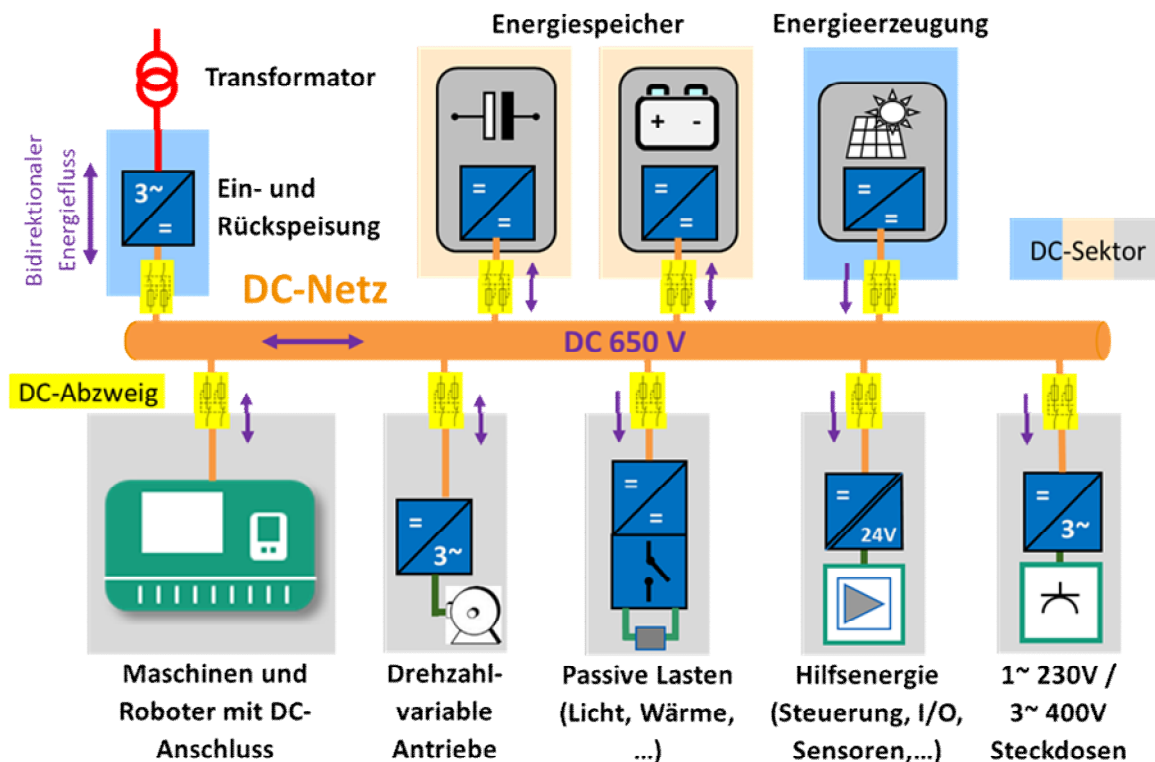 Energiespeicher
Energieerzeugung
Transformator
Bidirektionaler
Energiefluss
3~
=
Ein- und
Rückspeisung
=
=
+ -
=
=
=
=
DC-Sektor
DC-Netz
DC 650 V
DC-Abzweig
=
3~
=
=
=
24V
=
3~
Maschinen und
Roboter mit DC-
Anschluss
Drehzahl-
variable
Antriebe
Passive Lasten
(Licht, Wärme,
...)
Hilfsenergie
(Steuerung, I/O,
Sensoren,...)
1~ 230V /
3~ 400V
Steckdosen